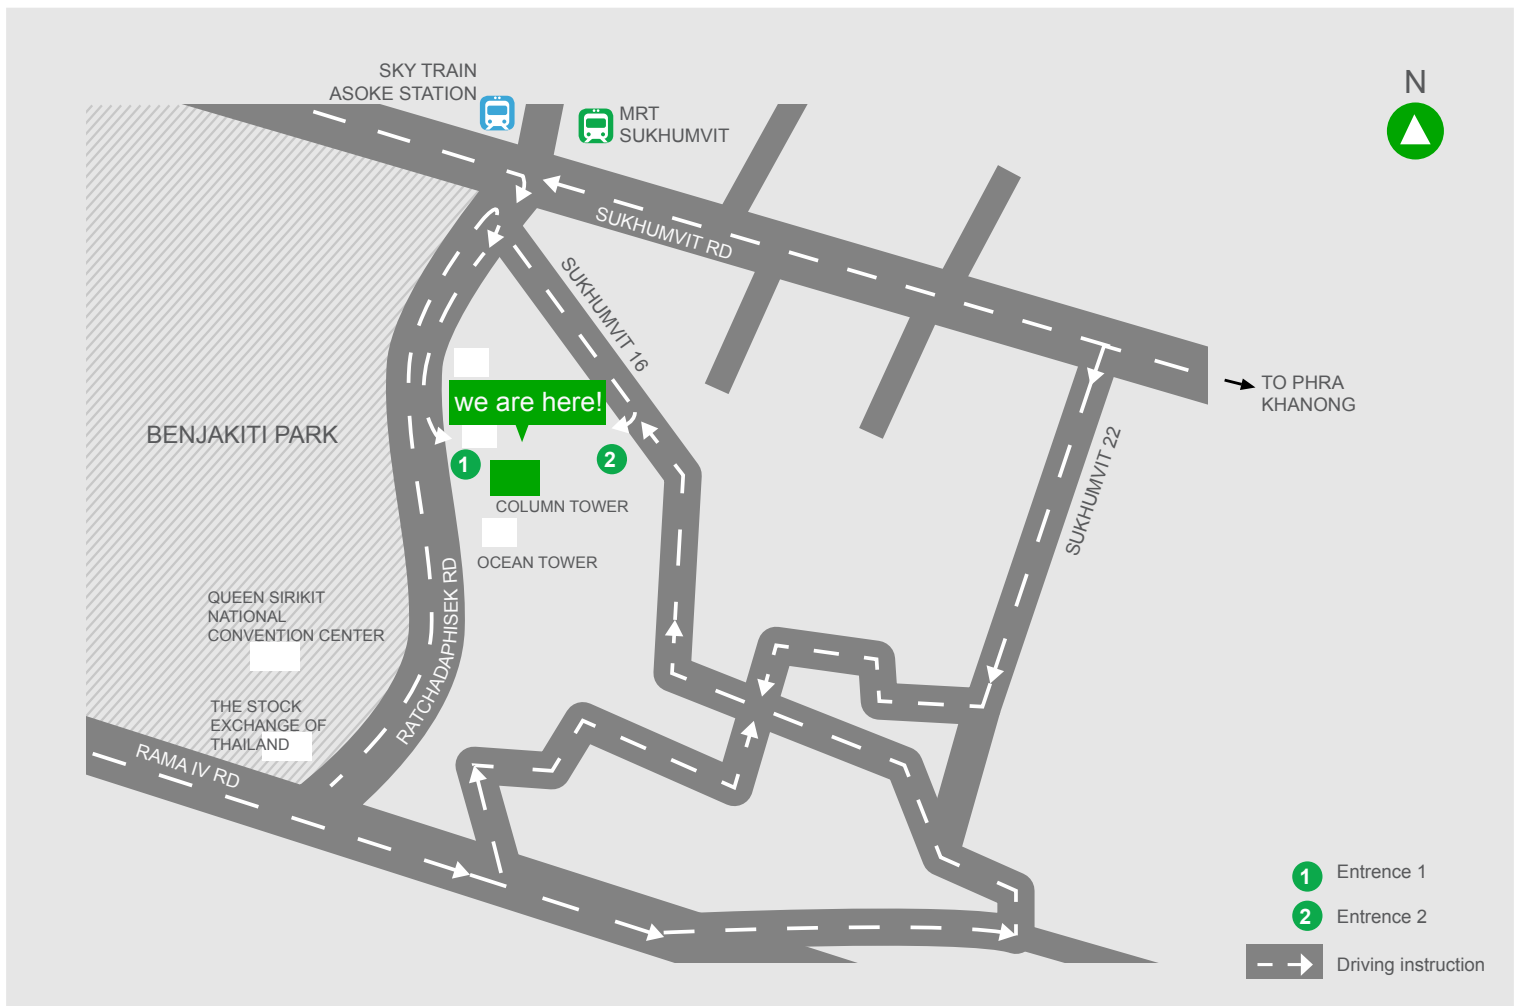 SKY TRAIN
ASOKE STATION
MRT
SUKHUMVIT
N
SUKHUMVIT RD
SUKHUMVIT 16
TO PHRA
KHANONG
we are here!
BENJAKITI PARK
1
2
COLUMN TOWER
SUKHUMVIT 22
OCEAN TOWER
RATCHADAPHISEK RD
QUEEN SIRIKIT
NATIONAL
CONVENTION CENTER
THE STOCK
EXCHANGE OF
THAILAND
RAMA IV RD
1 Entrence 1
2 Entrence 2
Driving instruction